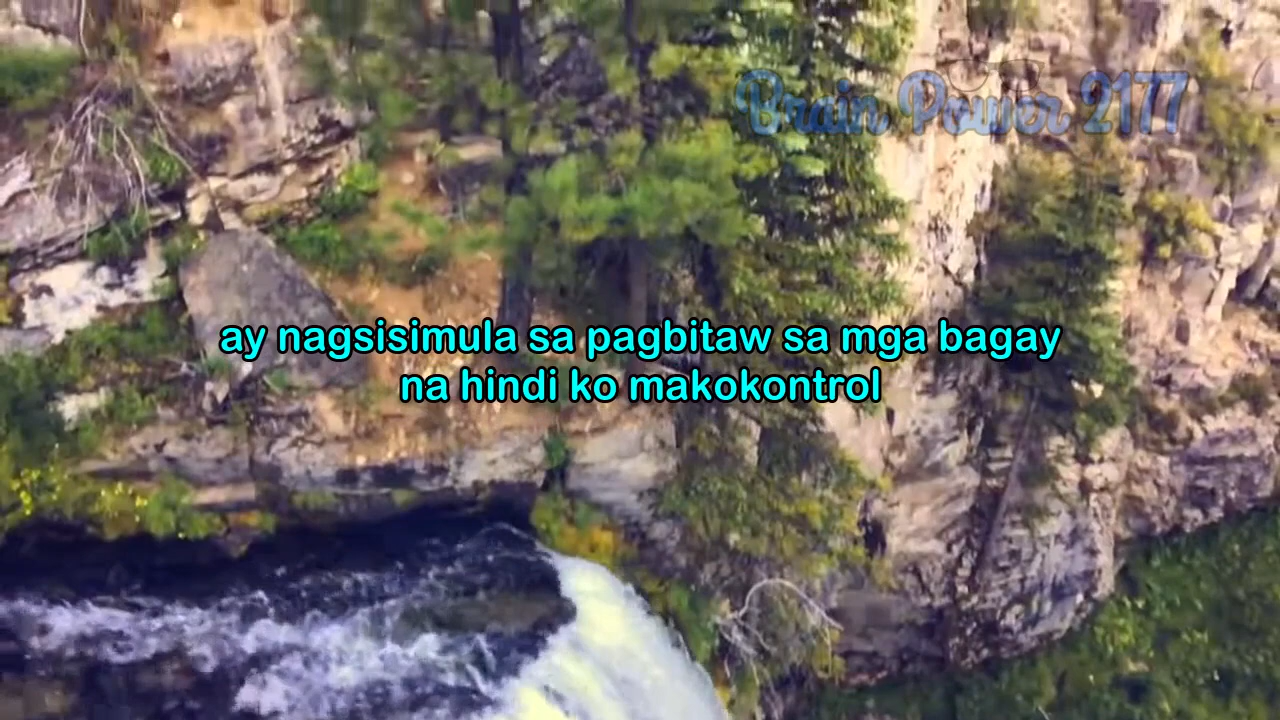 Brain Power 2177
ay nagsisimula sa pagbitaw sa mga bagay
na hindi ko makokontrol